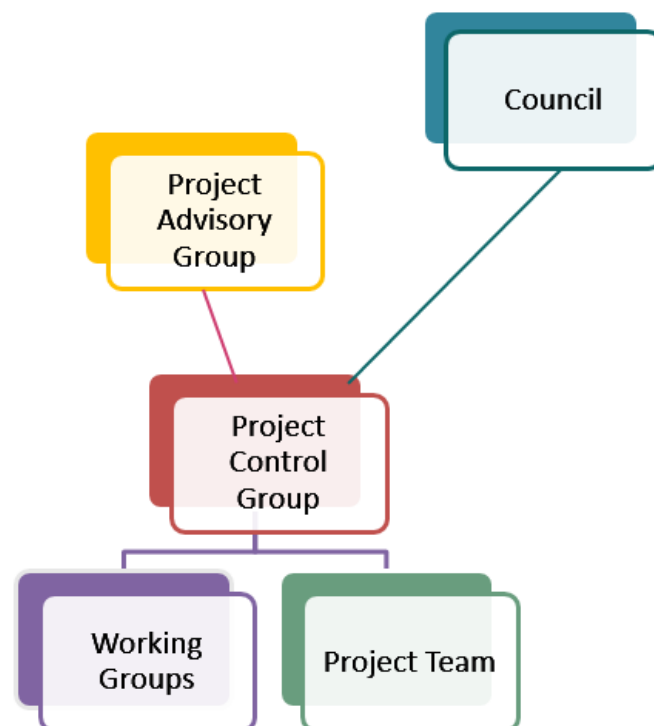 Council
Project
Advisory
Group
Project
Control
Group
Working
Groups
Project Team